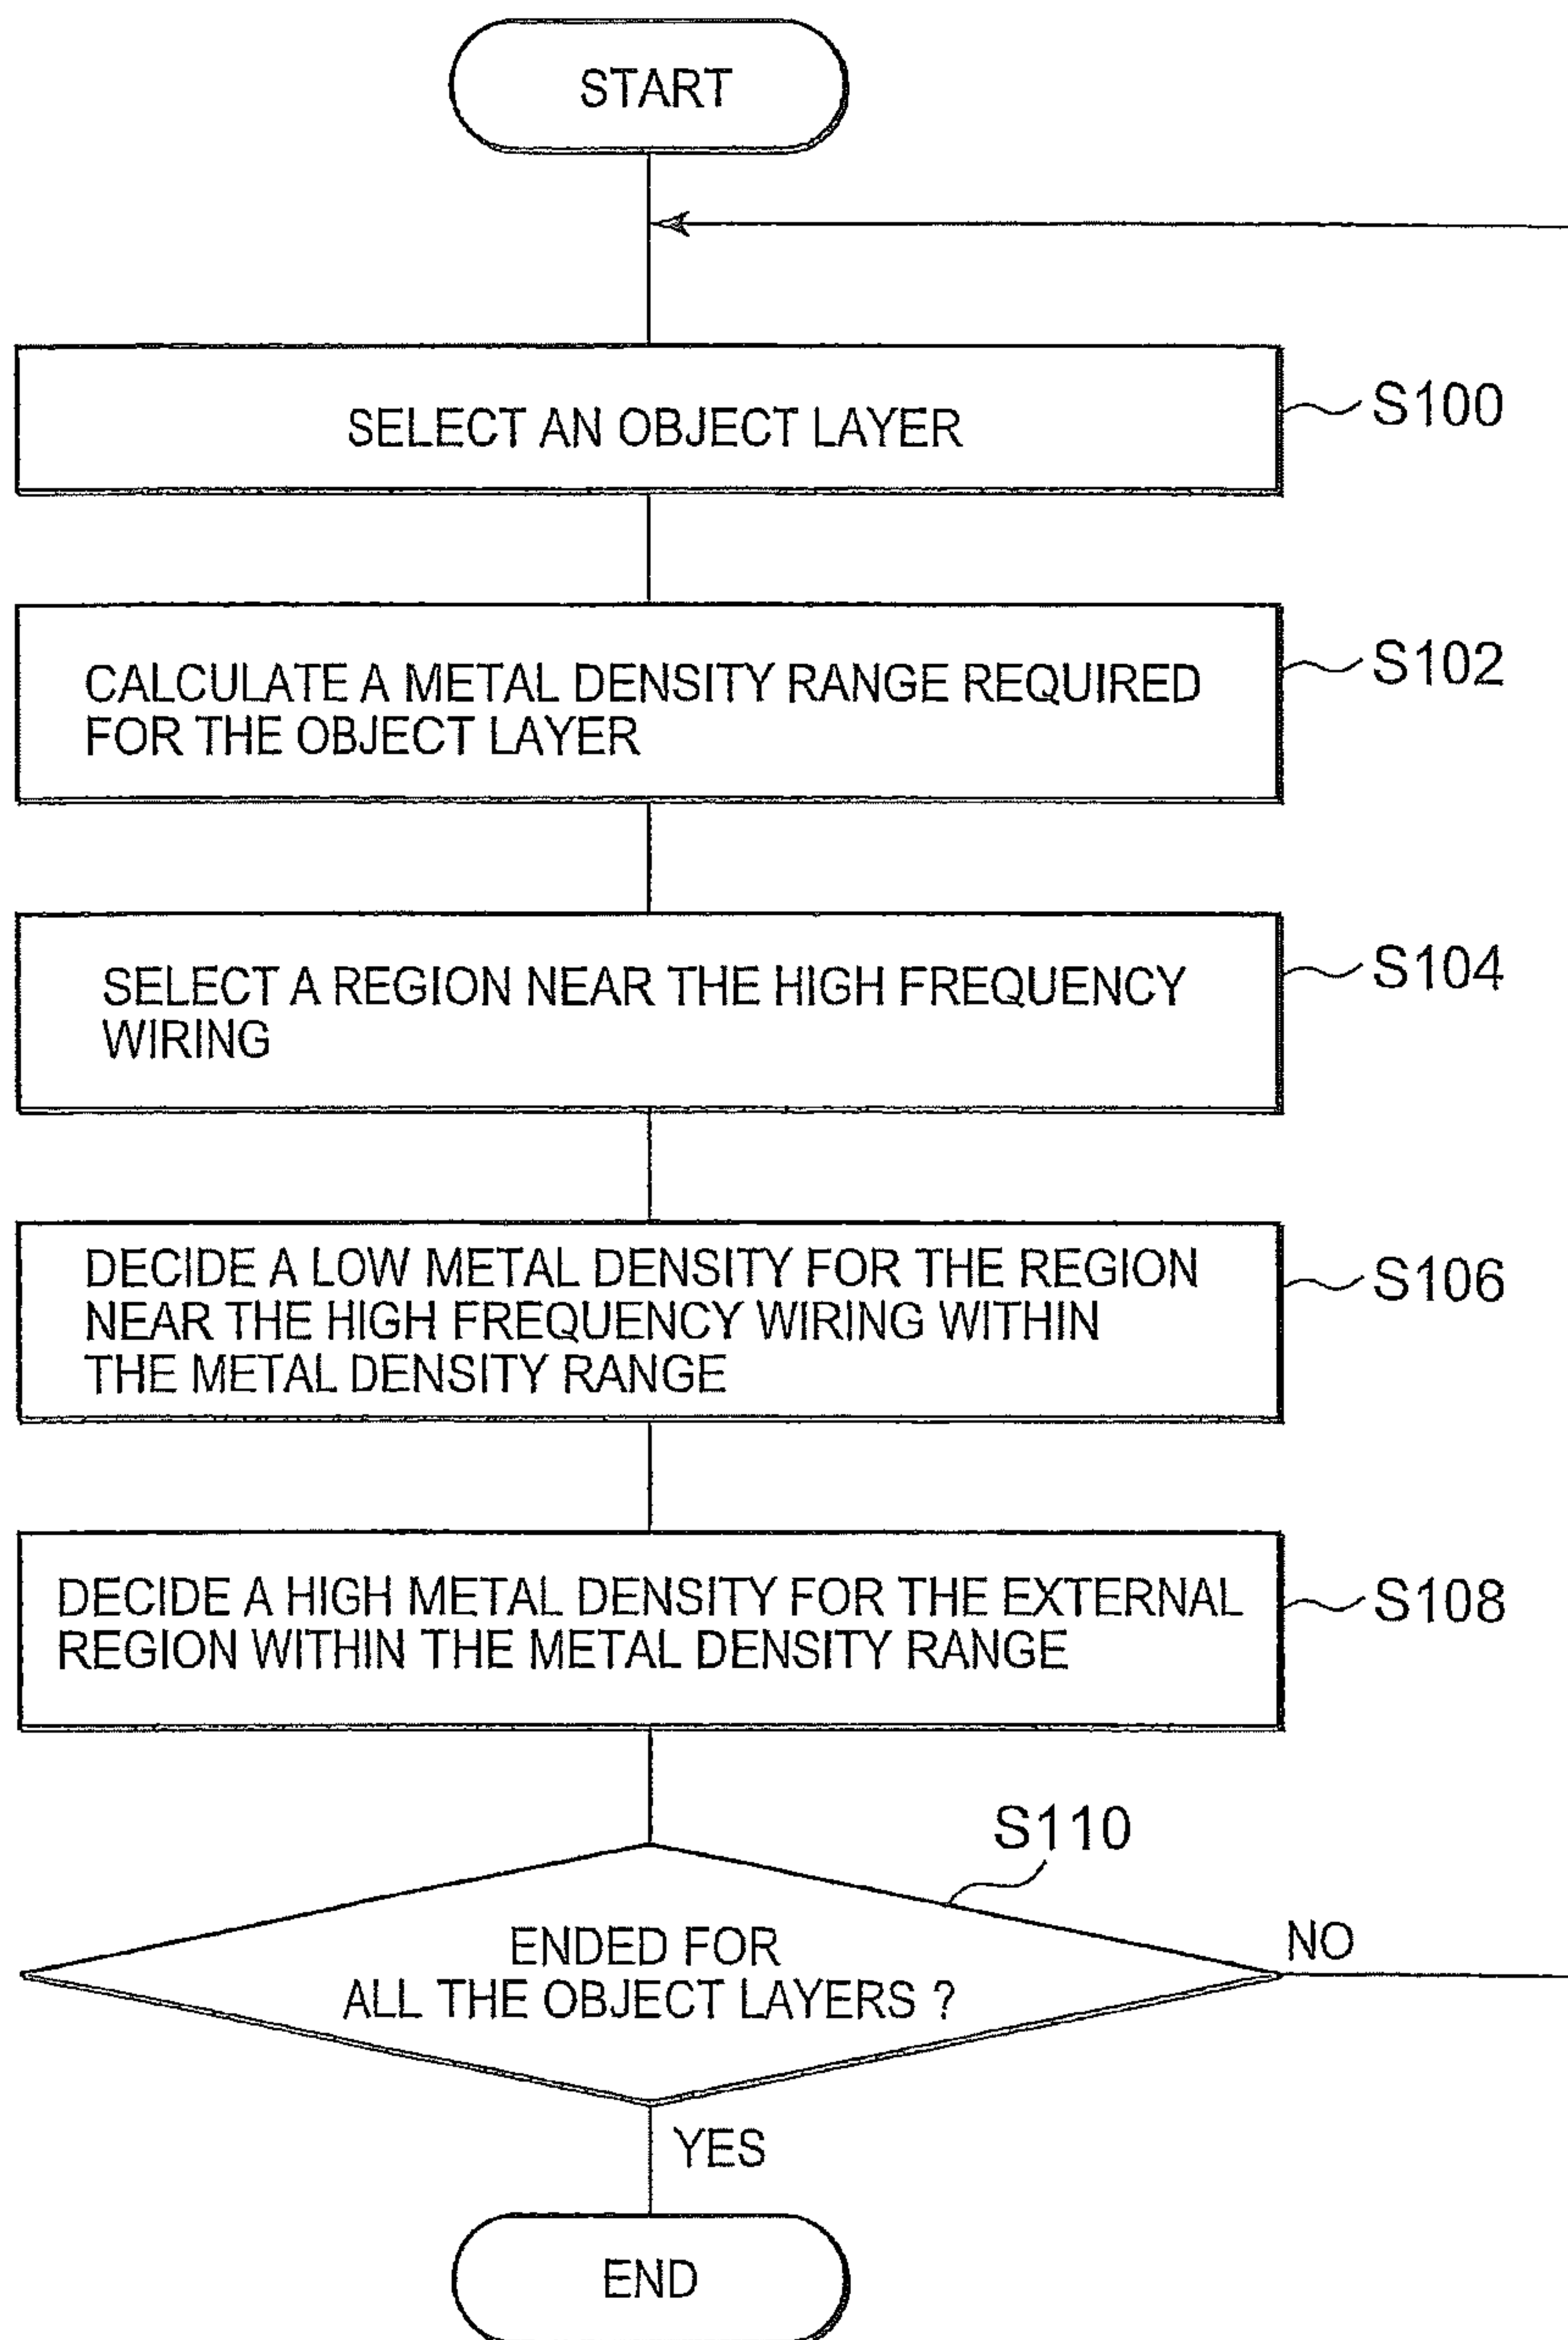 START
SELECT AN OBJECT LAYER
S100
CALCULATE A METAL DENSITY RANGE REQUIRED
FOR THE OBJECT LAYER
S102
SELECT A REGION NEAR THE HIGH FREQUENCY
WIRING
S104
DECIDE A LOW METAL DENSITY FOR THE REGION
NEAR THE HIGH FREQUENCY WIRING WITHIN
THE METAL DENSITY RANGE
S106
DECIDE A HIGH METAL DENSITY FOR THE EXTERNAL
REGION WITHIN THE METAL DENSITY RANGE
S108
S110
ENDED FOR
ALL THE OBJECT LAYERS ?
NO
YES
END